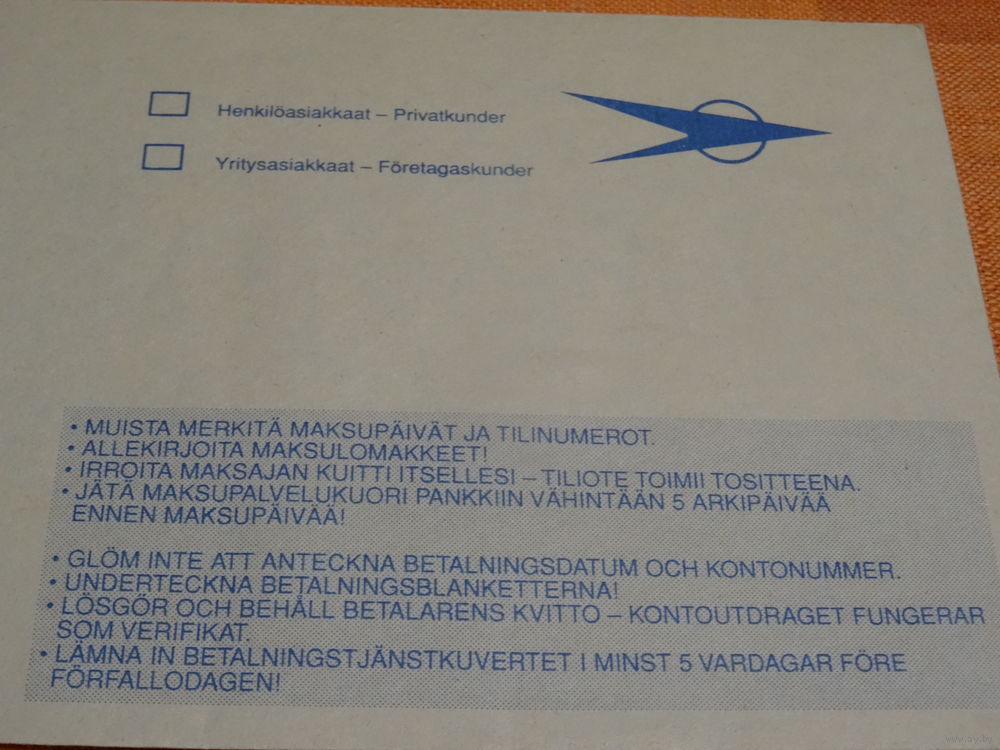 Henkilöasiakkaat – Privatkunder
Yritysasiakkaat – Företagaskunder
• MUISTA MERKITÄ MAKSUPÄIVÄT JA TILINUMEROT.
• ALLEKIRJOITA MAKSULOMAKKEET!
• IRROITA MAKSAJAN KUITTI ITSELLESI – TILIOTE TOIMII TOSITTEENA.
• JÄTÄ MAKSUPALVELUKUORI PANKKIIN VÄHINTÄÄN 5 ARKIPÄIVÄÄ
ENNEN MAKSUPÄIVÄÄ!
• GLÖM INTE ATT ANTECKNA BETALNINGSDATUM OCH KONTONUMMER.
• UNDERTECKNA BETALNINGSBLANKETTERNA!
• LÖSGÖR OCH BEHÅLL BETALARENS KVITTO – KONTOUTDRAGET FUNGERAR
SOM VERIFIKAT.
• LÄMNA IN BETALNINGSTJÄNSTKUVERTET I MINST 5 VARDAGAR FÖRE
FÖRFALLODAGEN!